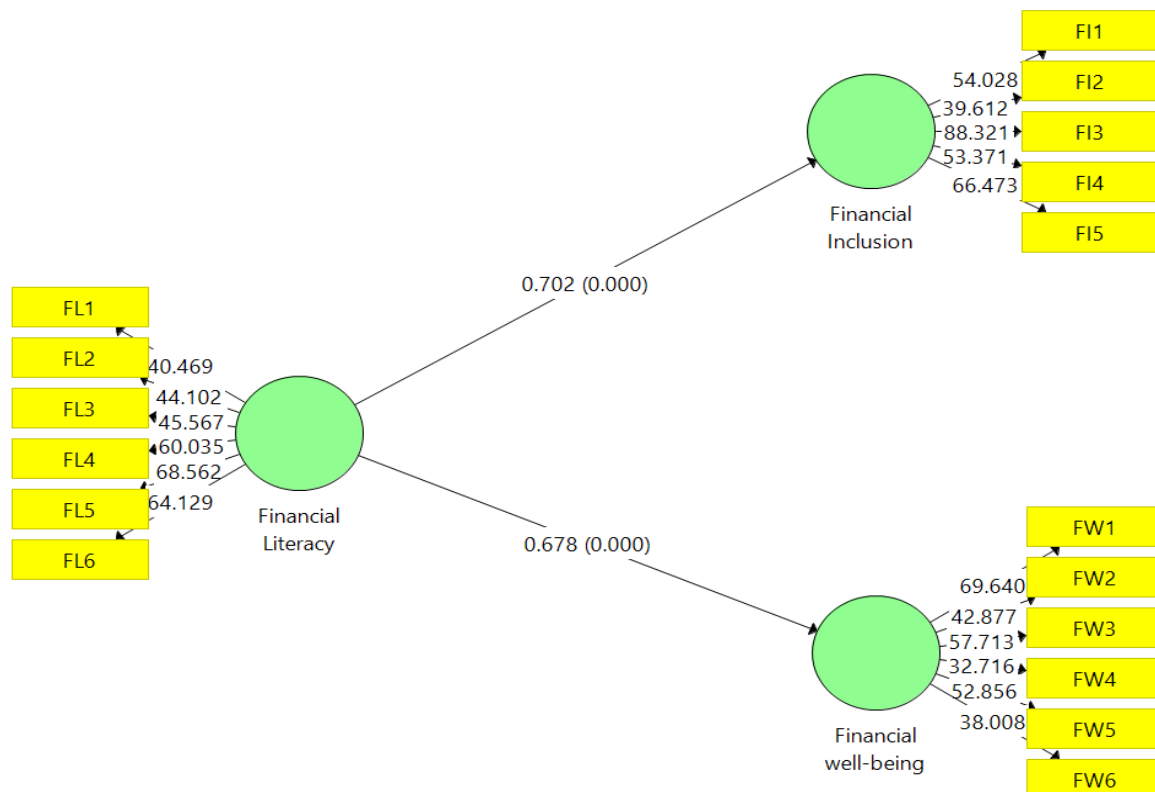 FI1
54.028
FI2
39.612
88.321
FI3
53.371
FI4
66.473
FI5
Financial
Inclusion
0.702 (0.000)
FL1
40.469
FL2
44.102
FL3
45.567
60.035
FL4
68.562
64.129
FL5
FL6
Financial
Literacy
0.678 (0.000)
FW1
69.640
FW2
42.877
57.713
FW3
32.716
FW4
52.856
38.008
FW5
FW6
Financial
well-being